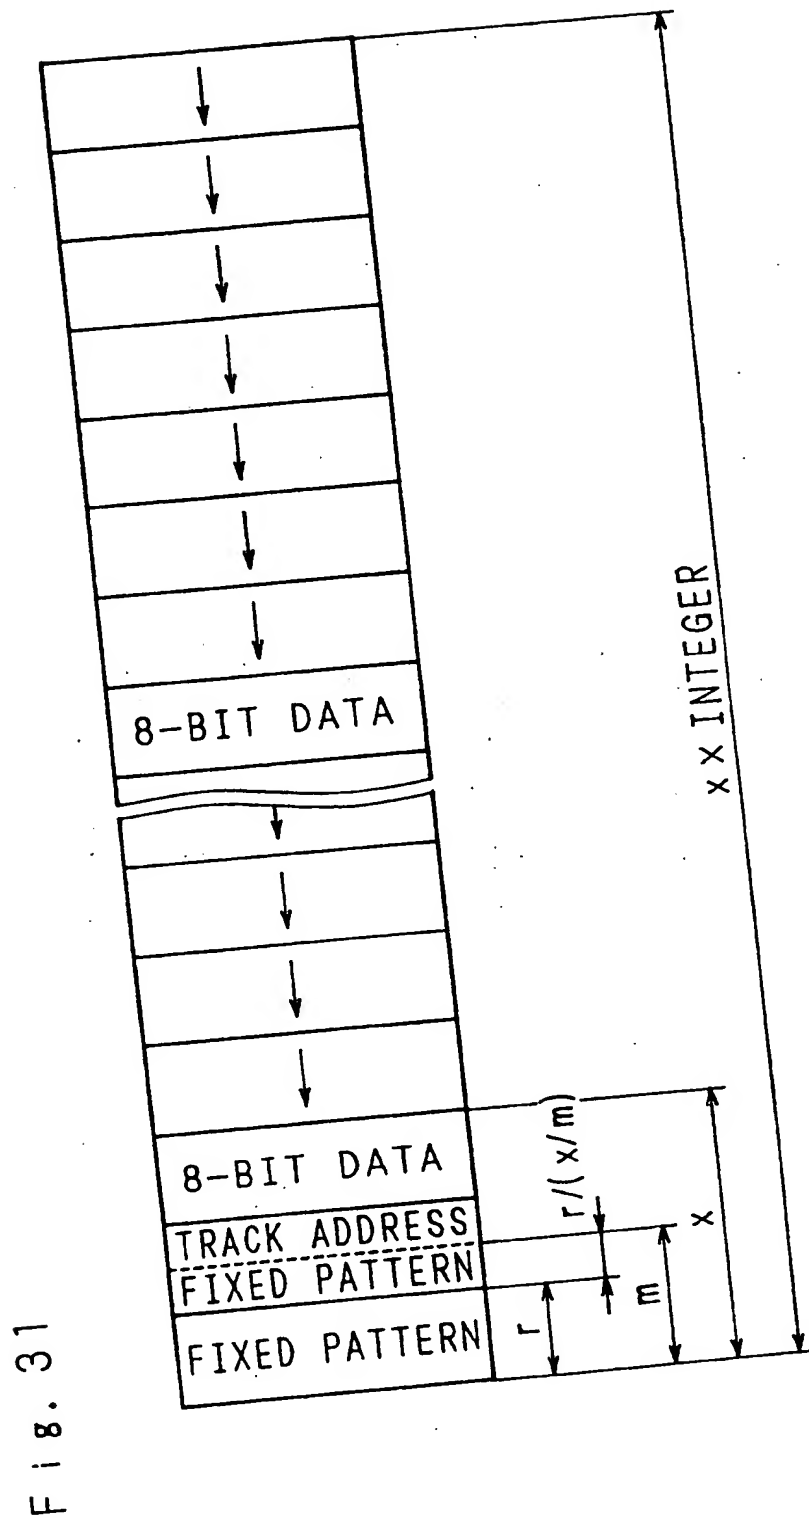 Fig. 31
8-BIT DATA
8-BIT DATA
TRACK ADDRESS
FIXED PATTERN
FIXED PATTERN
r
r/(x/m)
m
x
x X INTEGER